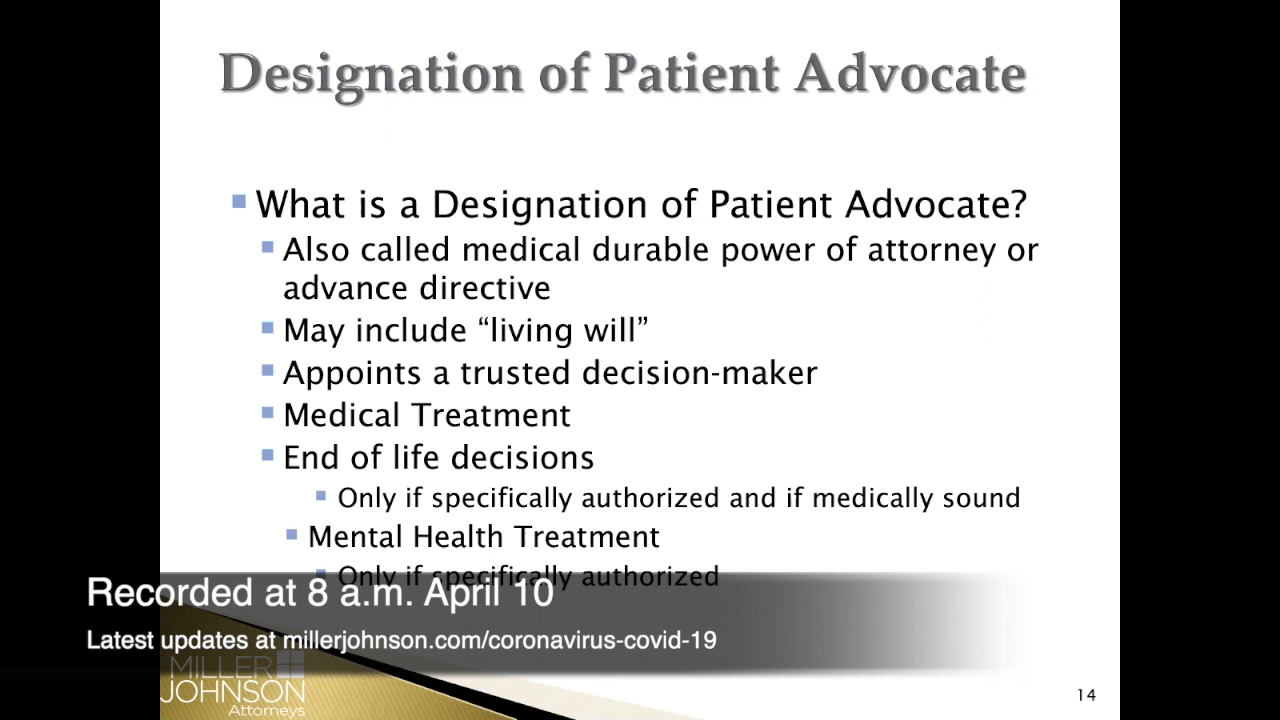 Designation of Patient Advocate
What is a Designation of Patient Advocate?
Also called medical durable power of attorney or
advance directive
May include “living will”
Appoints a trusted decision-maker
Medical Treatment
End of life decisions
Only if specifically authorized and if medically sound
Mental Health Treatment
Only if specifically authorized
Recorded at 8 a.m. April 10
Latest updates at millerjohnson.com/coronavirus-covid-19
MILLER
JOHNSON
Attorneys
14